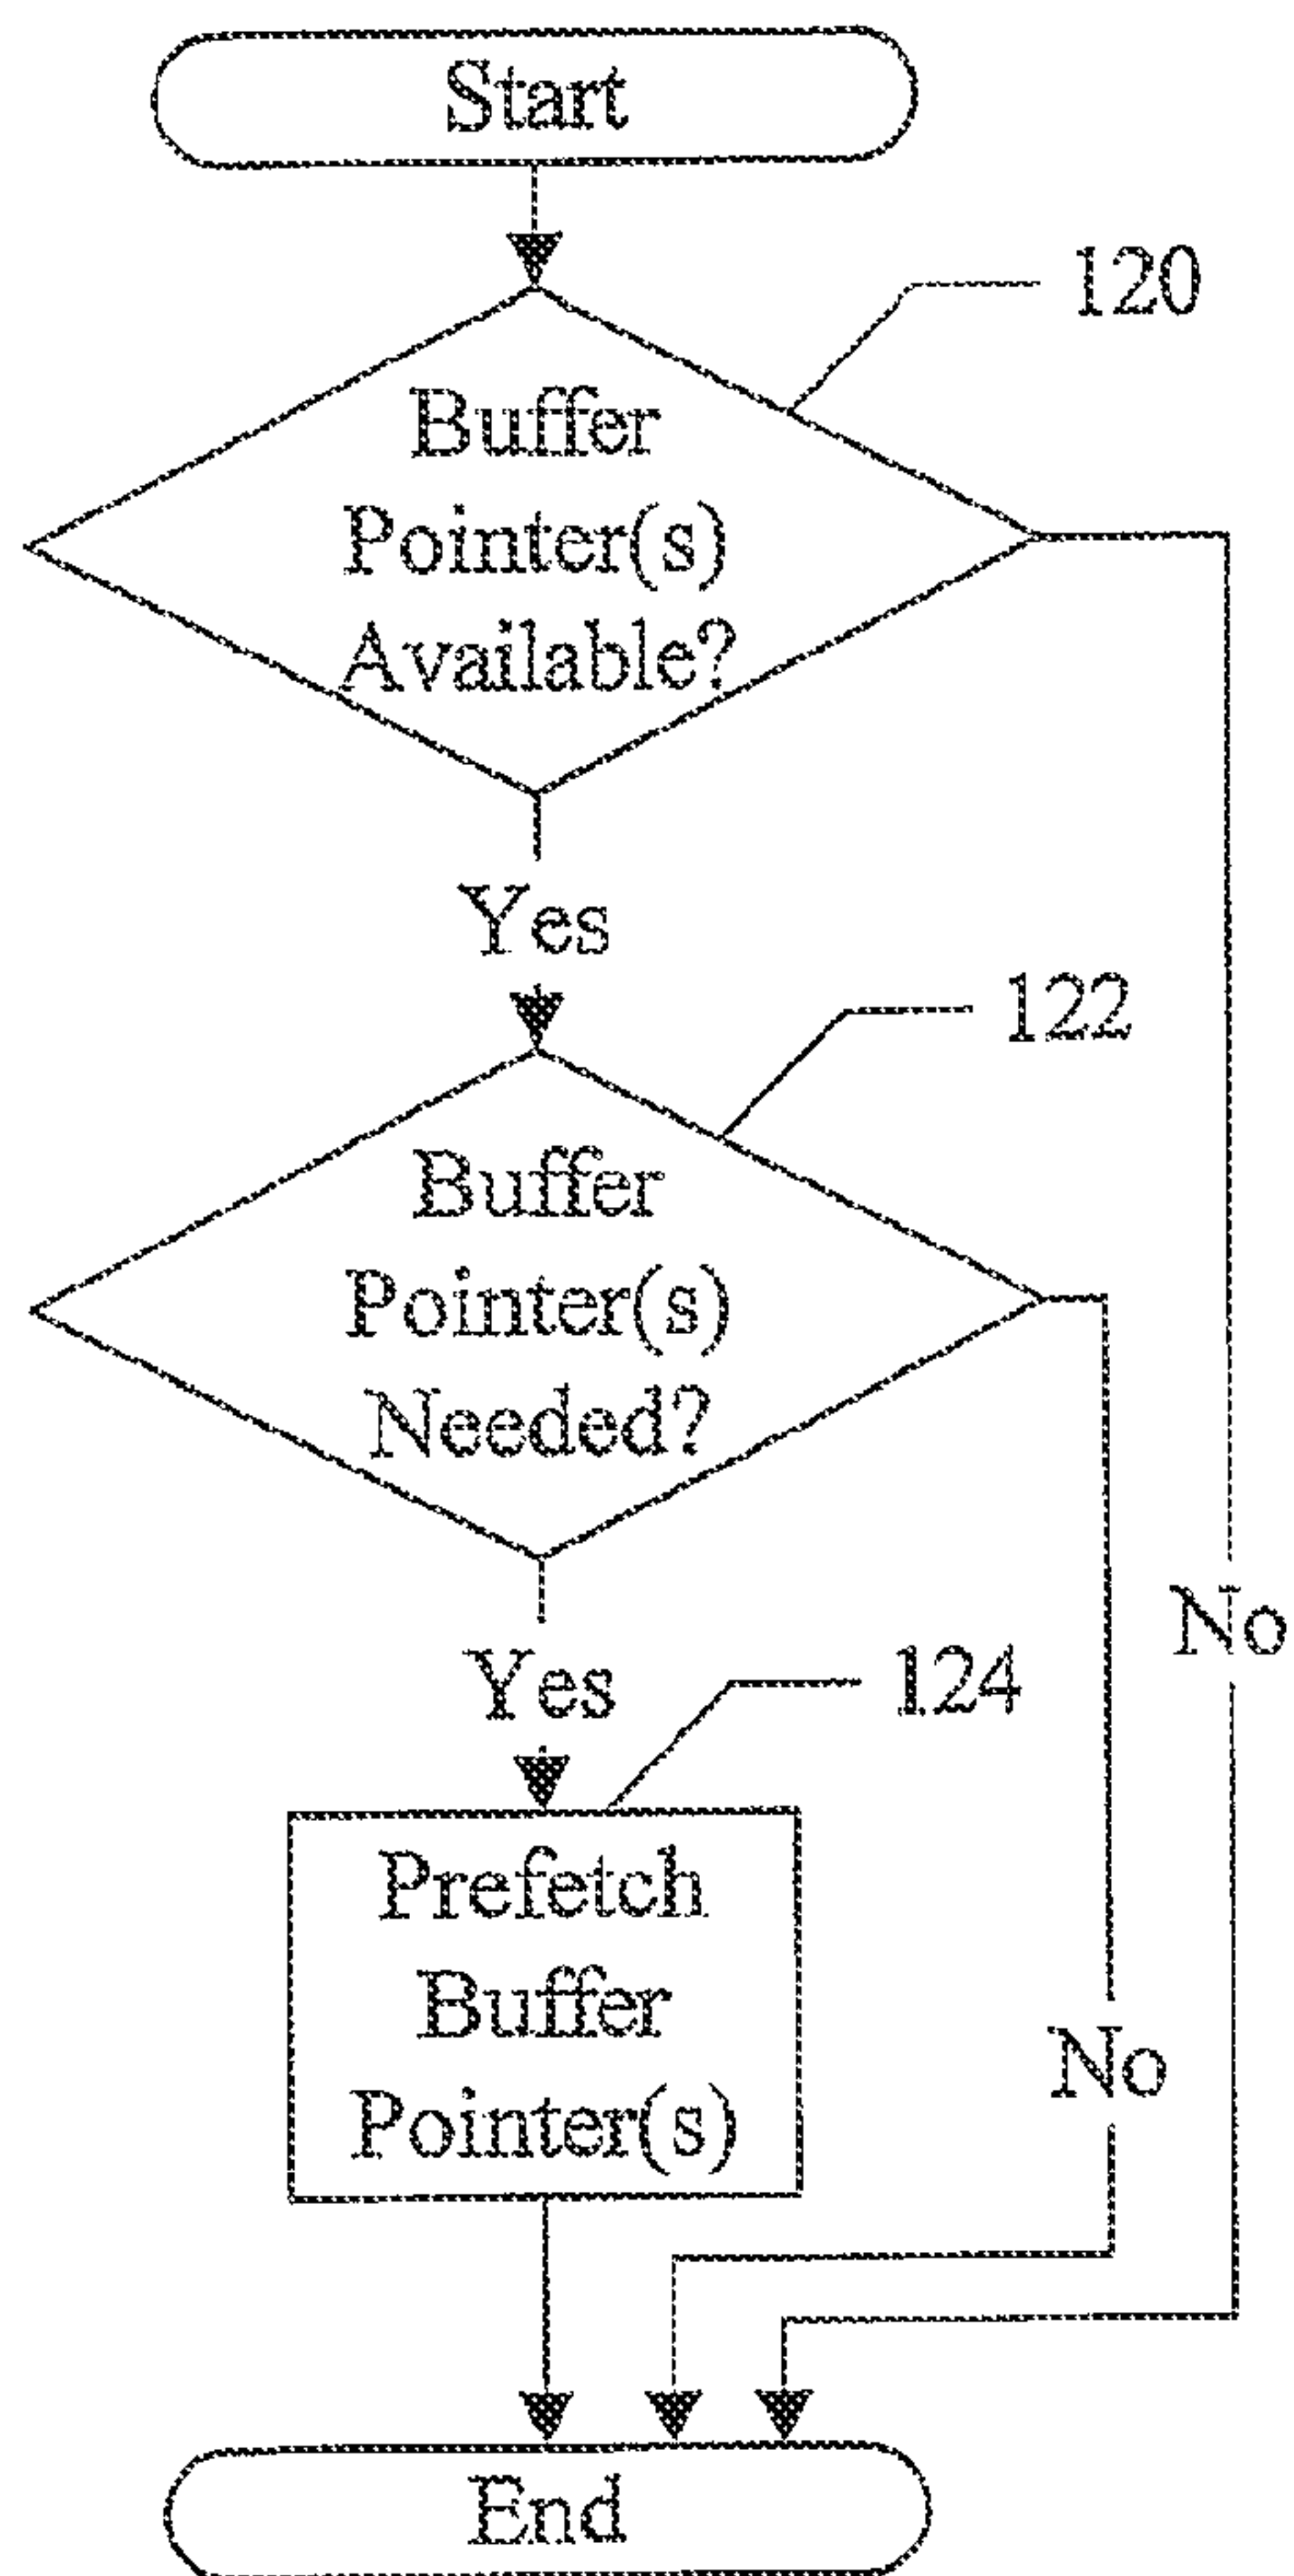 Start
120
Buffer
Pointer(s)
Available?
Yes
122
Buffer
Pointer(s)
Needed?
No
Yes
124
Prefetch
Buffer
Pointer(s)
No
End